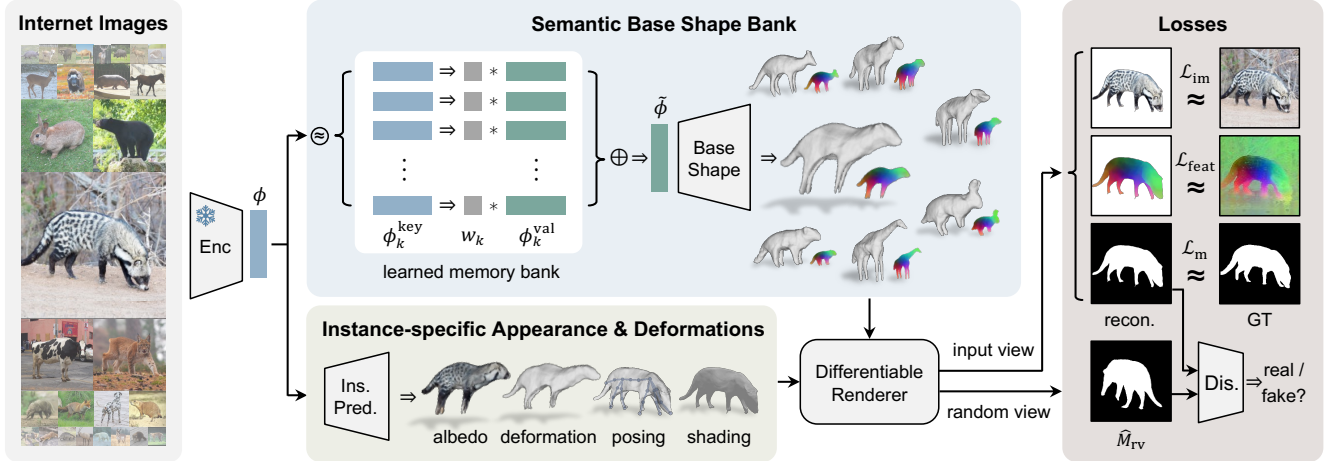 Internet Images
Enc
ϕ
Semantic Base Shape Bank
≈
⇒ *
⇒ *
⇒ *
⋮ ⋮
⇒ *
ϕ_k^key w_k ϕ_k^val
learned memory bank
⊕ ⇒
ϕ̃
Base
Shape
⇒
Instance-specific Appearance & Deformations
Ins.
Pred.
⇒
albedo deformation posing shading
Differentiable
Renderer
input view
random view
Losses
ℒ_im
≈
ℒ_feat
≈
ℒ_m
≈
recon. GT
M̂_rv
Dis.
⇒ real /
fake?